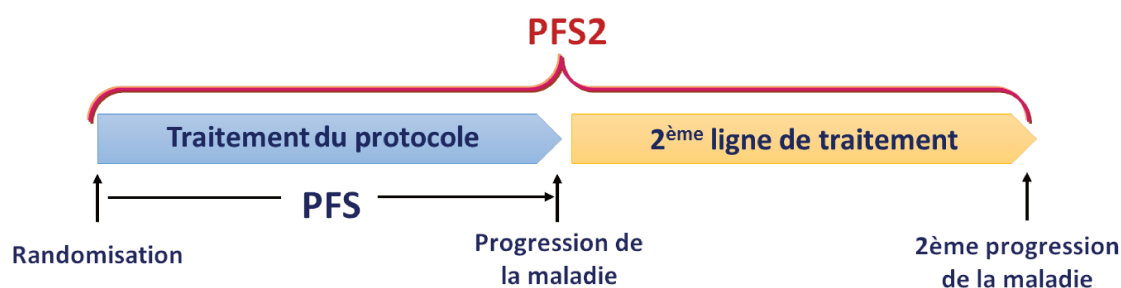 PFS2
Traitement du protocole
2ème ligne de traitement
PFS
Randomisation
Progression de
la maladie
2ème progression
de la maladie